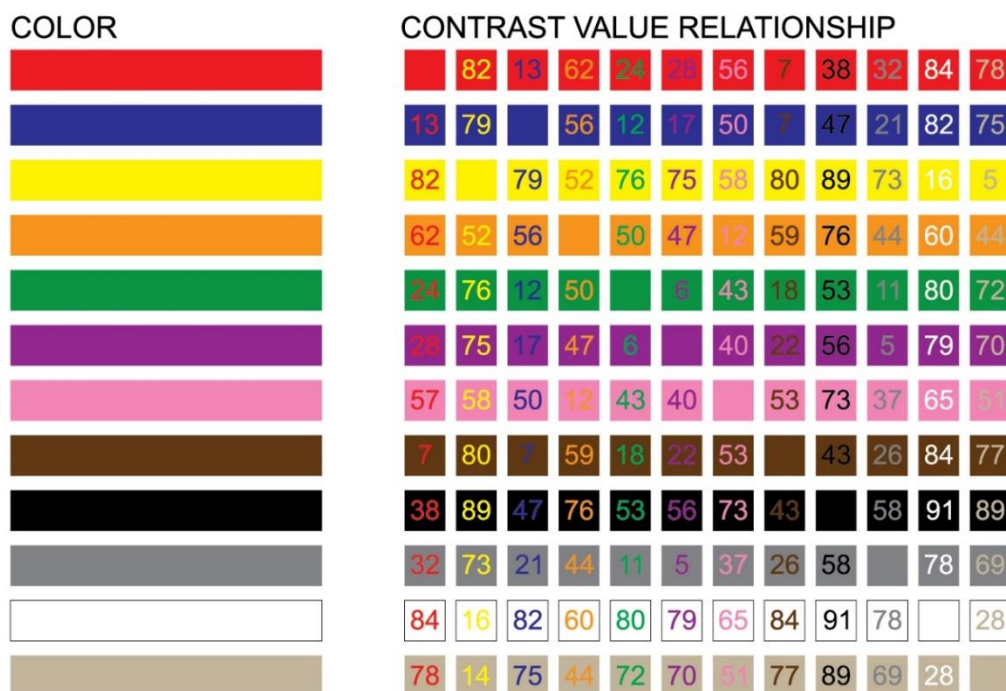 COLOR CONTRAST VALUE RELATIONSHIP
82 13 62 24 28 56 7 38 32 84 78
13 79 56 12 17 50 7 47 21 82 75
82 79 52 76 75 58 80 89 73 16 5
62 52 56 50 47 12 59 76 44 60 44
24 76 12 50 6 43 18 53 11 80 72
28 75 17 47 6 40 22 56 5 79 70
57 58 50 12 43 40 53 73 37 65 51
7 80 7 59 18 22 53 43 26 84 77
38 89 47 76 53 56 73 43 58 91 89
32 73 21 44 11 5 37 26 58 78 69
84 16 82 60 80 79 65 84 91 78 28
78 14 75 44 72 70 51 77 89 69 28